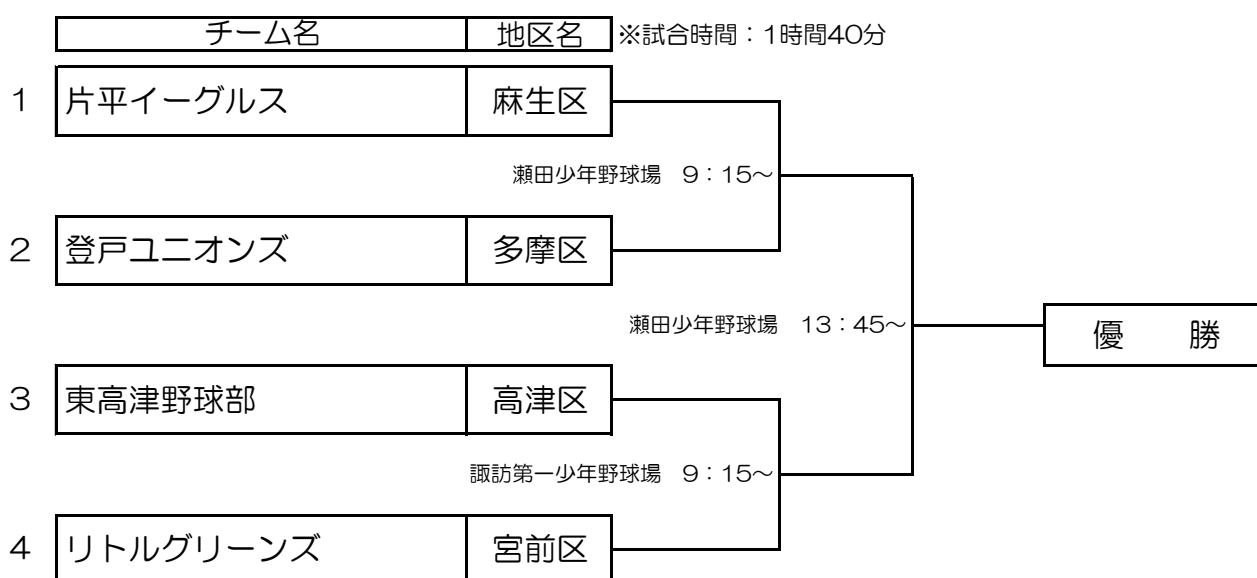 チーム名 地区名 ※試合時間：1時間40分
1 片平イーグルス 麻生区
瀬田少年野球場 9：15～
2 登戸ユニオンズ 多摩区
瀬田少年野球場 13：45～
優 勝
3 東高津野球部 高津区
諏訪第一少年野球場 9：15～
4 リトルグリーンズ 宮前区